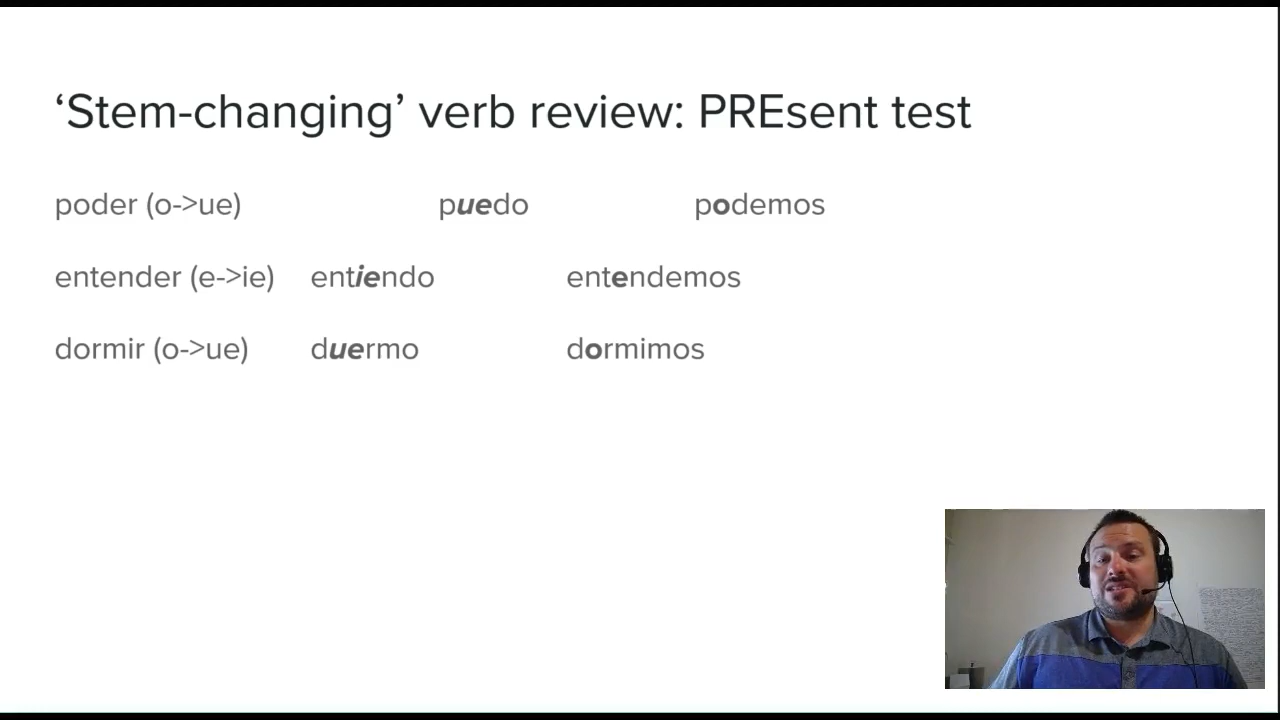 ‘Stem-changing’ verb review: PREsent test
poder (o->ue) puedo podemos
entender (e->ie) entiendo entendemos
dormir (o->ue) duermo dormimos